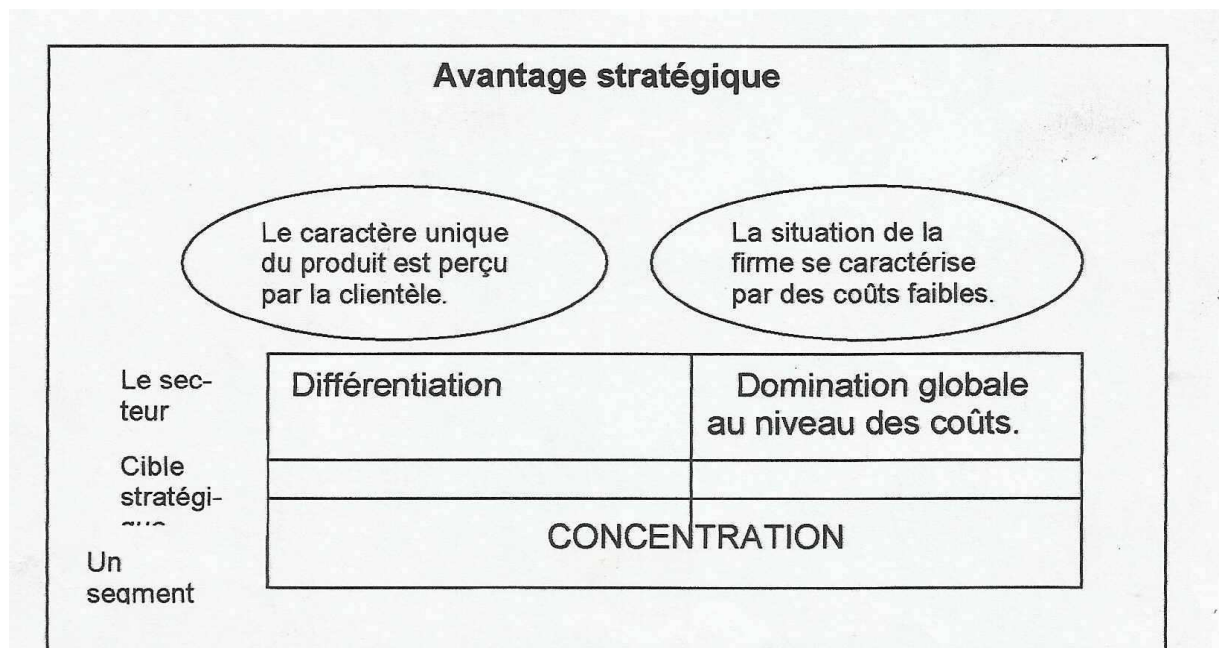 Avantage stratégique
Le caractère unique
du produit est perçu
par la clientèle.
La situation de la
firme se caractérise
par des coûts faibles.
Le sec-
teur
Différentiation
Domination globale
au niveau des coûts.
Cible
stratégi-
que
CONCENTRATION
Un
segment